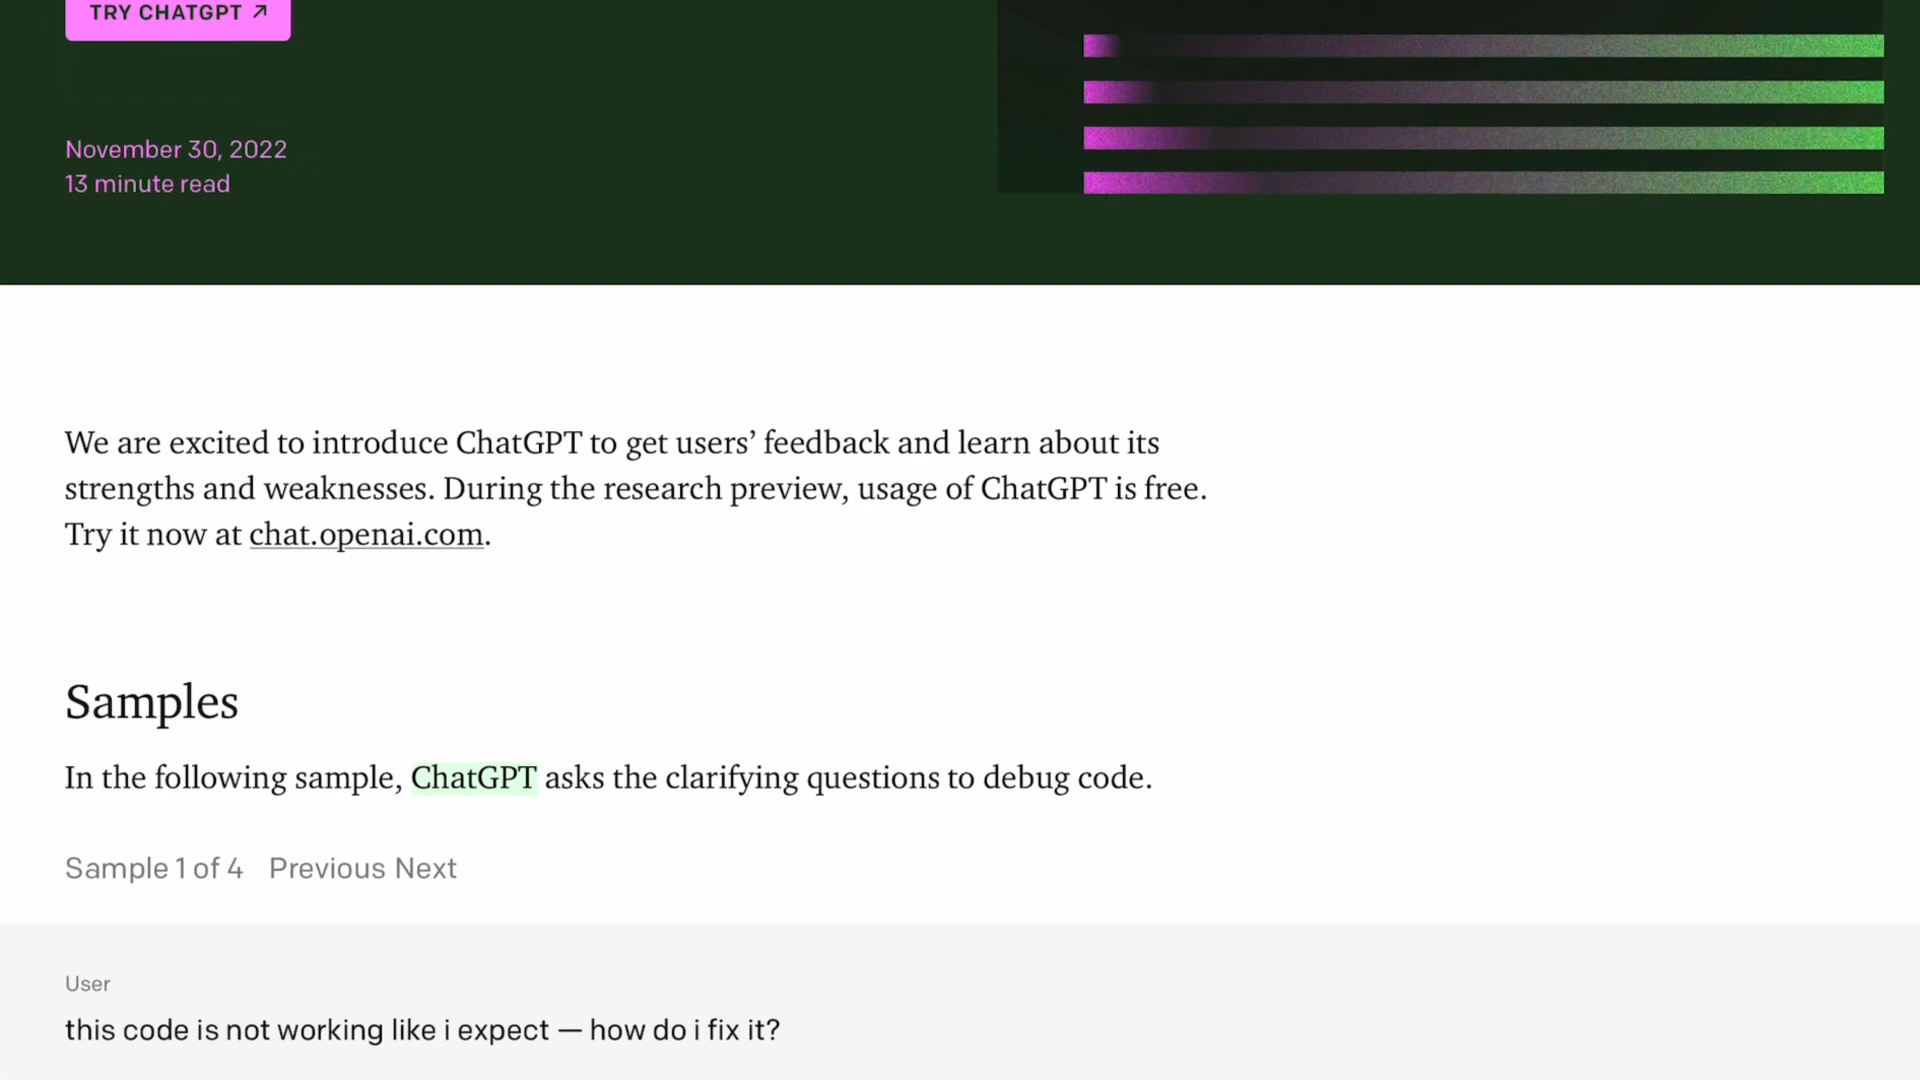 TRY CHATGPT ↗
November 30, 2022
13 minute read
We are excited to introduce ChatGPT to get users’ feedback and learn about its
strengths and weaknesses. During the research preview, usage of ChatGPT is free.
Try it now at chat.openai.com.
Samples
In the following sample, ChatGPT asks the clarifying questions to debug code.
Sample 1 of 4 Previous Next
User
this code is not working like i expect — how do i fix it?